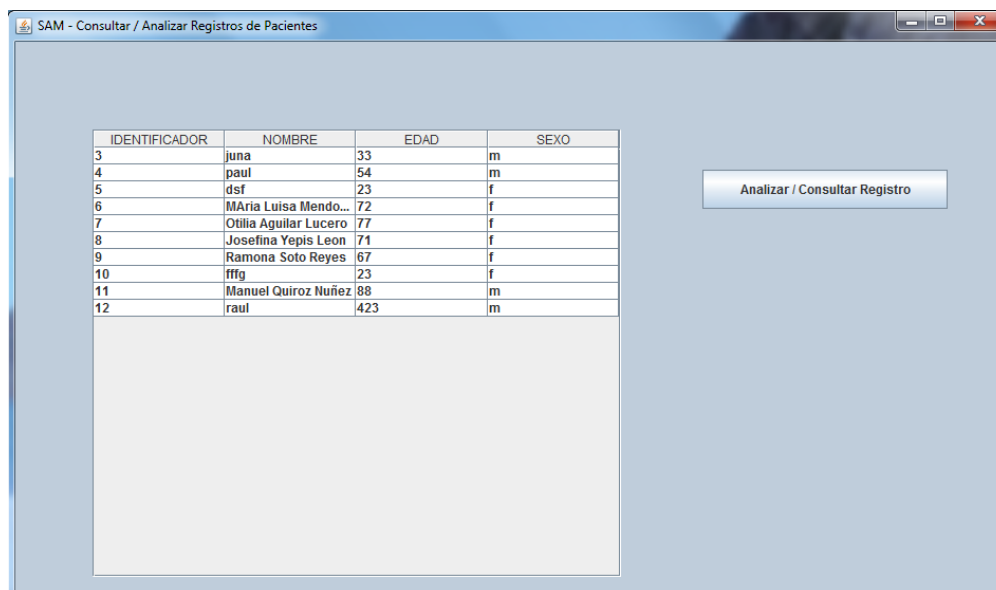 SAM - Consultar / Analizar Registros de Pacientes
IDENTIFICADOR NOMBRE EDAD SEXO
3 juna 33 m
4 paul 54 m
5 dsf 23 f
6 MAria Luisa Mendo... 72 f
7 Otilia Aguilar Lucero 77 f
8 Josefina Yepis Leon 71 f
9 Ramona Soto Reyes 67 f
10 fffg 23 f
11 Manuel Quiroz Nuñez 88 m
12 raul 423 m
Analizar / Consultar Registro